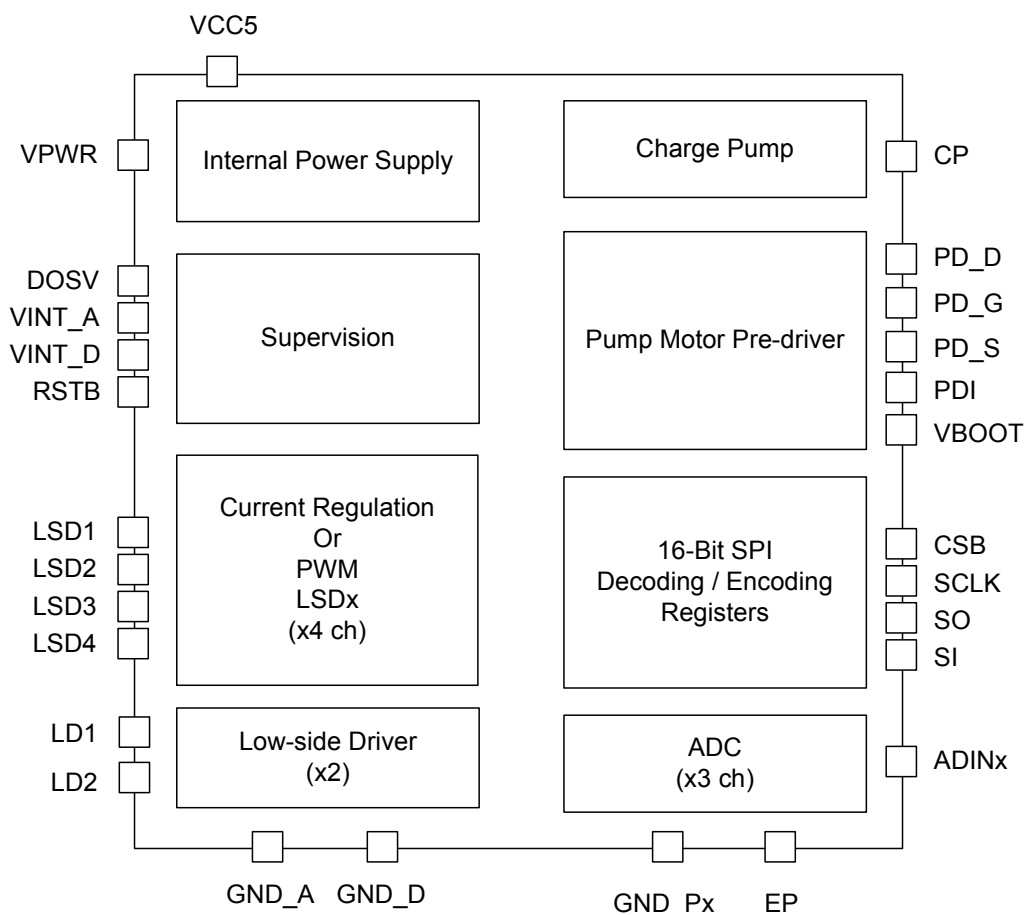 VCC5
VPWR
Internal Power Supply
Charge Pump
CP
DOSV
VINT_A
VINT_D
RSTB
Supervision
Pump Motor Pre-driver
PD_D
PD_G
PD_S
PDI
VBOOT
LSD1
LSD2
LSD3
LSD4
Current Regulation
Or
PWM
LSDx
(x4 ch)
16-Bit SPI
Decoding / Encoding
Registers
CSB
SCLK
SO
SI
LD1
LD2
Low-side Driver
(x2)
ADC
(x3 ch)
ADINx
GND_A
GND_D
GND_Px
EP